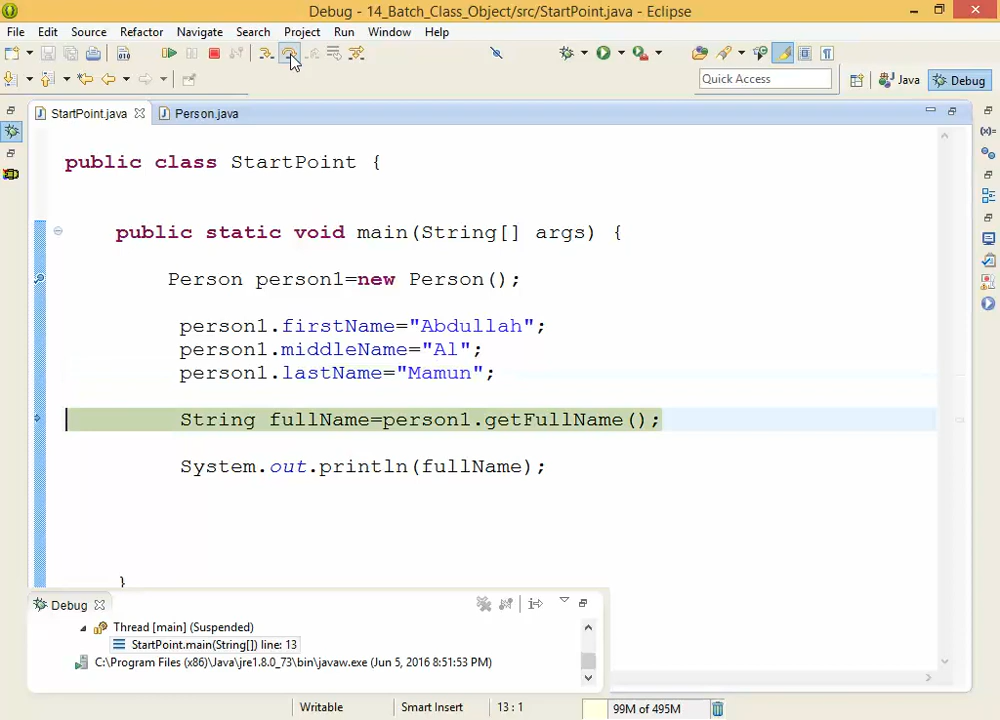 Debug - 14_Batch_Class_Object/src/StartPoint.java - Eclipse
File Edit Source Refactor Navigate Search Project Run Window Help
Quick Access
Java
Debug
StartPoint.java
Person.java
public class StartPoint {
public static void main(String[] args) {
Person person1=new Person();
person1.firstName="Abdullah";
person1.middleName="Al";
person1.lastName="Mamun";
String fullName=person1.getFullName();
System.out.println(fullName);
}
Debug
Thread [main] (Suspended)
StartPoint.main(String[]) line: 13
C:\Program Files (x86)\Java\jre1.8.0_73\bin\javaw.exe (Jun 5, 2016 8:51:53 PM)
Writable
Smart Insert
13 : 1
99M of 495M